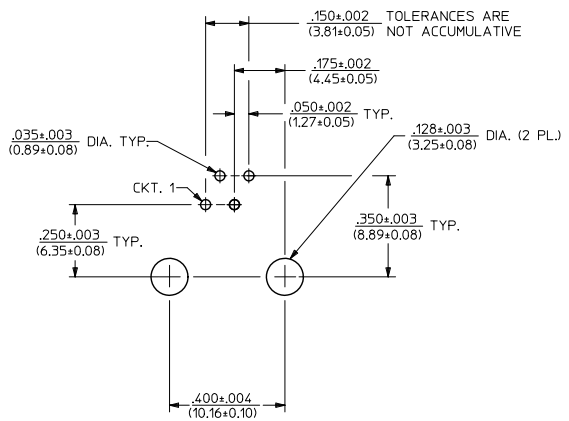 .150±.002 TOLERANCES ARE
(3.81±0.05) NOT ACCUMULATIVE
.175±.002
(4.45±0.05)
.050±.002 TYP.
(1.27±0.05)
.035±.003 DIA. TYP.
(0.89±0.08)
.128±.003 DIA. (2 PL.)
(3.25±0.08)
CKT. 1
.250±.003 TYP.
(6.35±0.08)
.350±.003 TYP.
(8.89±0.08)
.400±.004
(10.16±0.10)